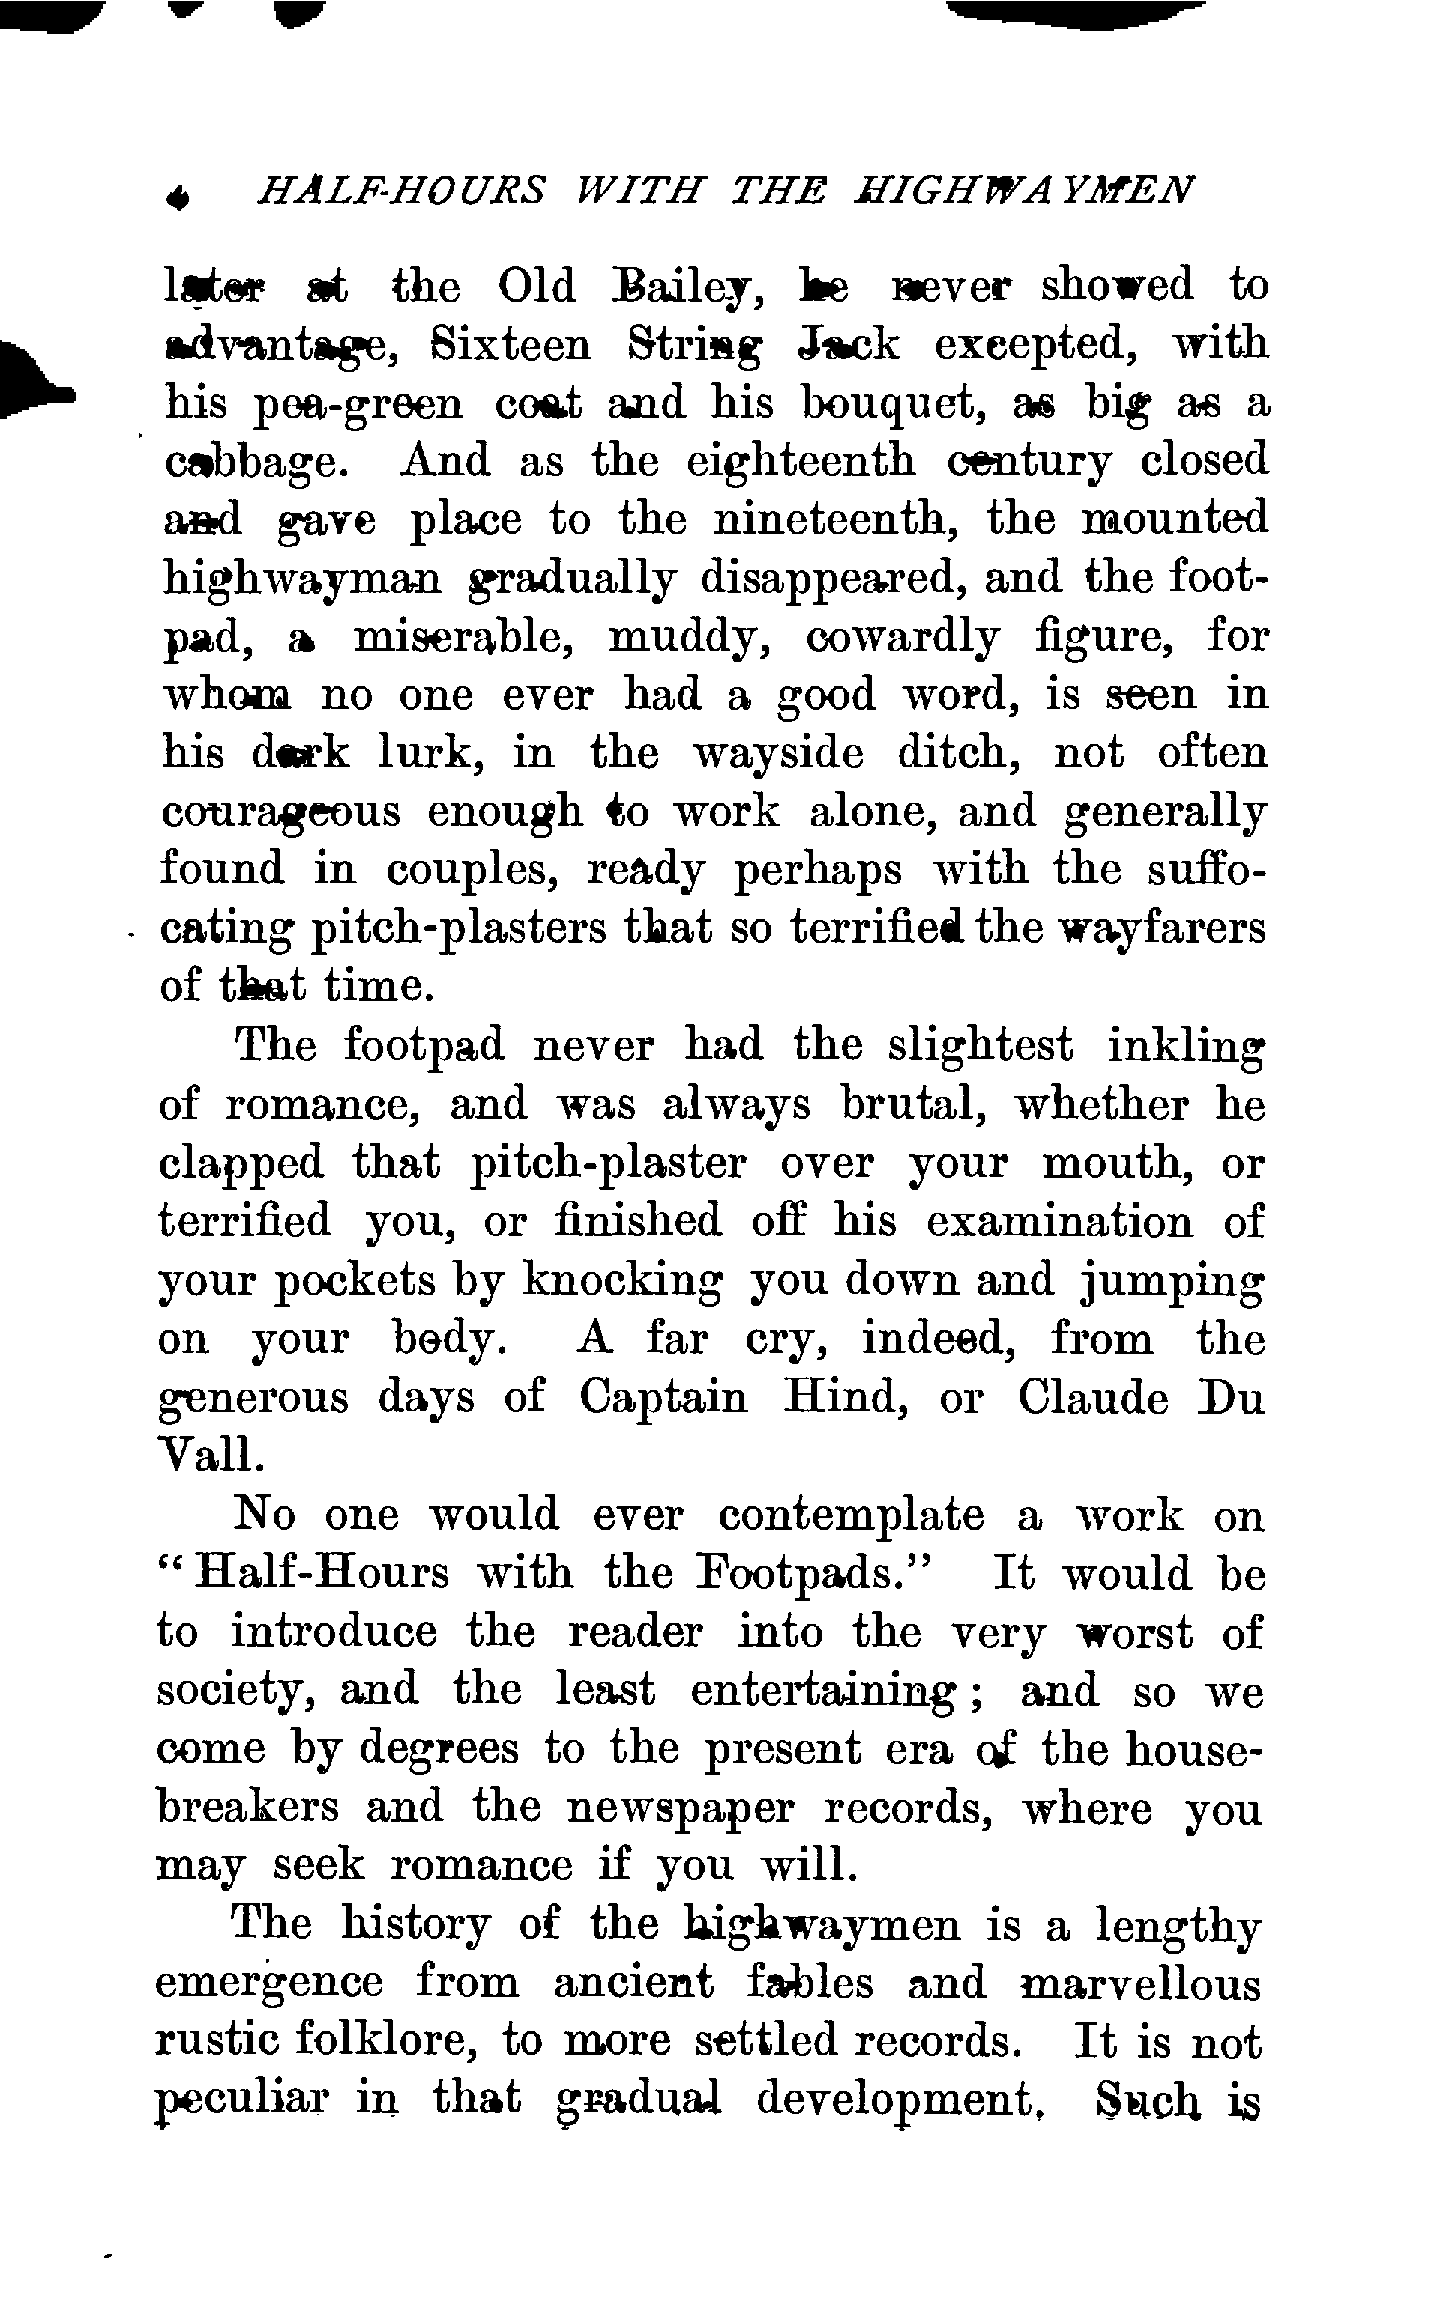 4 HALF-HOURS WITH THE HIGHWAYMEN
later at the Old Bailey, he never showed to
advantage, Sixteen String Jack excepted, with
his pea-green coat and his bouquet, as big as a
cabbage. And as the eighteenth century closed
and gave place to the nineteenth, the mounted
highwayman gradually disappeared, and the foot-
pad, a miserable, muddy, cowardly figure, for
whom no one ever had a good word, is seen in
his dark lurk, in the wayside ditch, not often
courageous enough to work alone, and generally
found in couples, ready perhaps with the suffo-
cating pitch-plasters that so terrified the wayfarers
of that time.
The footpad never had the slightest inkling
of romance, and was always brutal, whether he
clapped that pitch-plaster over your mouth, or
terrified you, or finished off his examination of
your pockets by knocking you down and jumping
on your body. A far cry, indeed, from the
generous days of Captain Hind, or Claude Du
Vall.
No one would ever contemplate a work on
“Half-Hours with the Footpads.” It would be
to introduce the reader into the very worst of
society, and the least entertaining; and so we
come by degrees to the present era of the house-
breakers and the newspaper records, where you
may seek romance if you will.
The history of the highwaymen is a lengthy
emergence from ancient fables and marvellous
rustic folklore, to more settled records. It is not
peculiar in that gradual development. Such is